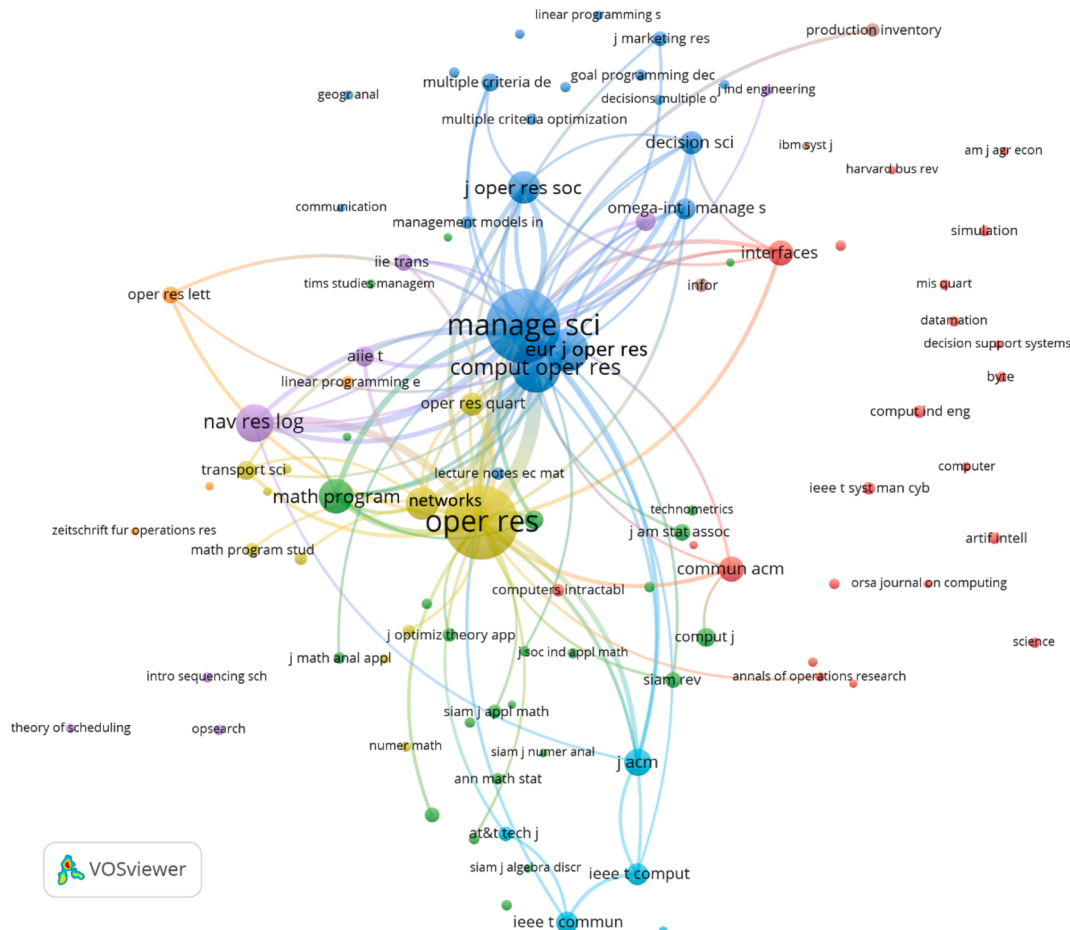 linear programming s
production inventory
j marketing res
goal programming dec
multiple criteria de
j ind engineering
geogr anal
decisions multiple o
multiple criteria optimization
decision sci
ibm syst j
am j agr econ
harvard bus rev
j oper res soc
communication
omega-int j manage s
management models in
simulation
interfaces
iie trans
tims studies managem
infor
mis quart
oper res lett
datamation
manage sci
decision support systems
eur j oper res
aiie t
comput oper res
linear programming e
byte
oper res quart
comput ind eng
nav res log
transport sci
lecture notes ec mat
computer
ieee t syst man cyb
math program
networks
technometrics
oper res
zeitschrift fur operations res
j am stat assoc
artif intell
math program stud
commun acm
orsa journal on computing
computers intractabl
j optimiz theory app
comput j
science
j math anal appl
j soc ind appl math
intro sequencing sch
siam rev
annals of operations research
siam j appl math
theory of scheduling
opsearch
numer math
siam j numer anal
j acm
ann math stat
at&t tech j
VOSviewer
siam j algebra discr
ieee t comput
ieee t commun